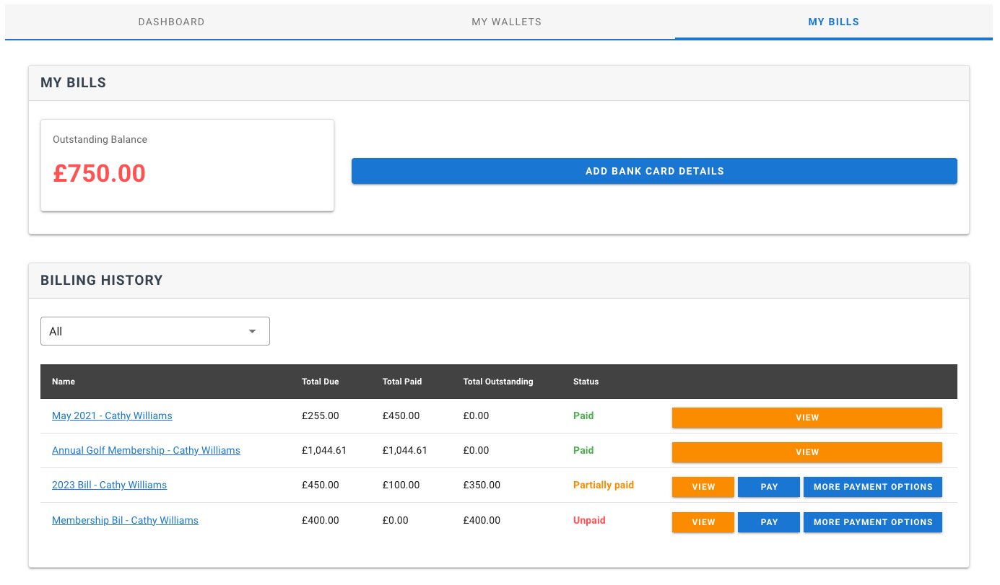 DASHBOARD MY WALLETS MY BILLS
MY BILLS
Outstanding Balance
£750.00
ADD BANK CARD DETAILS
BILLING HISTORY
All
Name Total Due Total Paid Total Outstanding Status
May 2021 - Cathy Williams £255.00 £450.00 £0.00 Paid VIEW
Annual Golf Membership - Cathy Williams £1,044.61 £1,044.61 £0.00 Paid VIEW
2023 Bill - Cathy Williams £450.00 £100.00 £350.00 Partially paid VIEW PAY MORE PAYMENT OPTIONS
Membership Bil - Cathy Williams £400.00 £0.00 £400.00 Unpaid VIEW PAY MORE PAYMENT OPTIONS